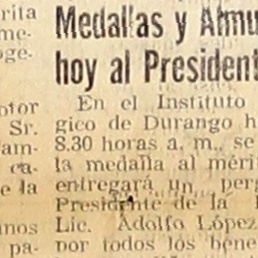 rita
me-
oge.
otor
Sr.
am-
ca-
e la
nos
pa-
Medallas y Almu
hoy al President
En el Instituto
gico de Durango h
8.30 horas a, m., se
la medalla al mérit
entregará un perg
Presidente de la
Lic. Adolfo López
por todos los bene